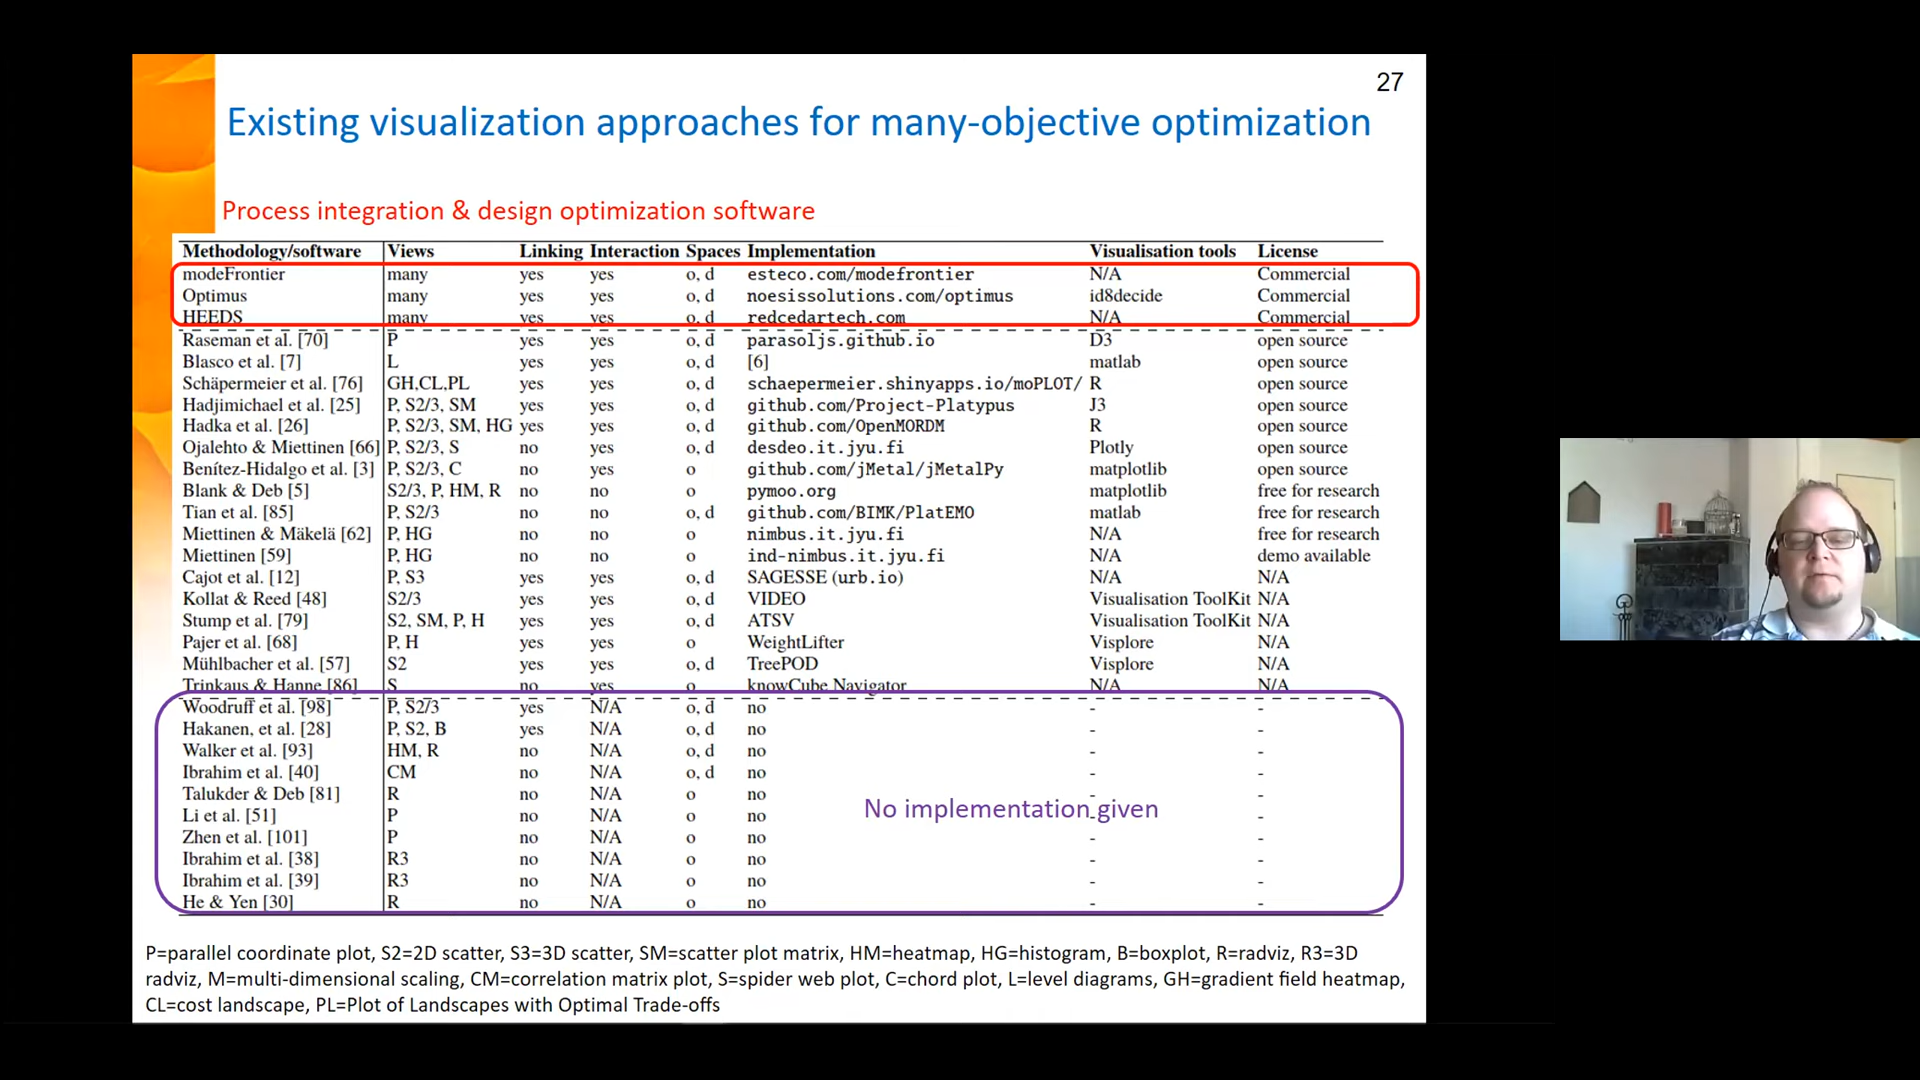 27
Existing visualization approaches for many-objective optimization
Process integration & design optimization software
Methodology/software Views Linking Interaction Spaces Implementation Visualisation tools License
modeFrontier many yes yes o, d esteco.com/modefrontier N/A Commercial
Optimus many yes yes o, d noesissolutions.com/optimus id8decide Commercial
HEEDS many yes yes o, d redcedartech.com N/A Commercial
Raseman et al. [70] P yes yes o, d parasoljs.github.io D3 open source
Blasco et al. [7] L yes yes o, d [6] matlab open source
Schäpermeier et al. [76] GH,CL,PL yes yes o, d schaepermeier.shinyapps.io/moPLOT/ R open source
Hadjimichael et al. [25] P, S2/3, SM yes yes o, d github.com/Project-Platypus J3 open source
Hadka et al. [26] P, S2/3, SM, HG yes yes o, d github.com/OpenMORDM R open source
Ojalehto & Miettinen [66] P, S2/3, S no yes o, d desdeo.it.jyu.fi Plotly open source
Benítez-Hidalgo et al. [3] P, S2/3, C no yes o github.com/jMetal/jMetalPy matplotlib open source
Blank & Deb [5] S2/3, P, HM, R no no o pymoo.org matplotlib free for research
Tian et al. [85] P, S2/3 no no o, d github.com/BIMK/PlatEMO matlab free for research
Miettinen & Mäkelä [62] P, HG no no o nimbus.it.jyu.fi N/A free for research
Miettinen [59] P, HG no no o ind-nimbus.it.jyu.fi N/A demo available
Cajot et al. [12] P, S3 yes yes o, d SAGESSE (urb.io) N/A N/A
Kollat & Reed [48] S2/3 yes yes o, d VIDEO Visualisation ToolKit N/A
Stump et al. [79] S2, SM, P, H yes yes o, d ATSV Visualisation ToolKit N/A
Pajer et al. [68] P, H yes yes o WeightLifter Visplore N/A
Mühlbacher et al. [57] S2 yes yes o, d TreePOD Visplore N/A
Trinkaus & Hanne [86] S no yes o knowCube Navigator N/A N/A
Woodruff et al. [98] P, S2/3 yes N/A o, d no - -
Hakanen, et al. [28] P, S2, B yes N/A o, d no - -
Walker et al. [93] HM, R no N/A o, d no - -
Ibrahim et al. [40] CM no N/A o, d no - -
Talukder & Deb [81] R no N/A o no - -
No implementation given
Li et al. [51] P no N/A o no - -
Zhen et al. [101] P no N/A o no - -
Ibrahim et al. [38] R3 no N/A o no - -
Ibrahim et al. [39] R3 no N/A o no - -
He & Yen [30] R no N/A o no - -
P=parallel coordinate plot, S2=2D scatter, S3=3D scatter, SM=scatter plot matrix, HM=heatmap, HG=histogram, B=boxplot, R=radviz, R3=3D
radviz, M=multi-dimensional scaling, CM=correlation matrix plot, S=spider web plot, C=chord plot, L=level diagrams, GH=gradient field heatmap,
CL=cost landscape, PL=Plot of Landscapes with Optimal Trade-offs